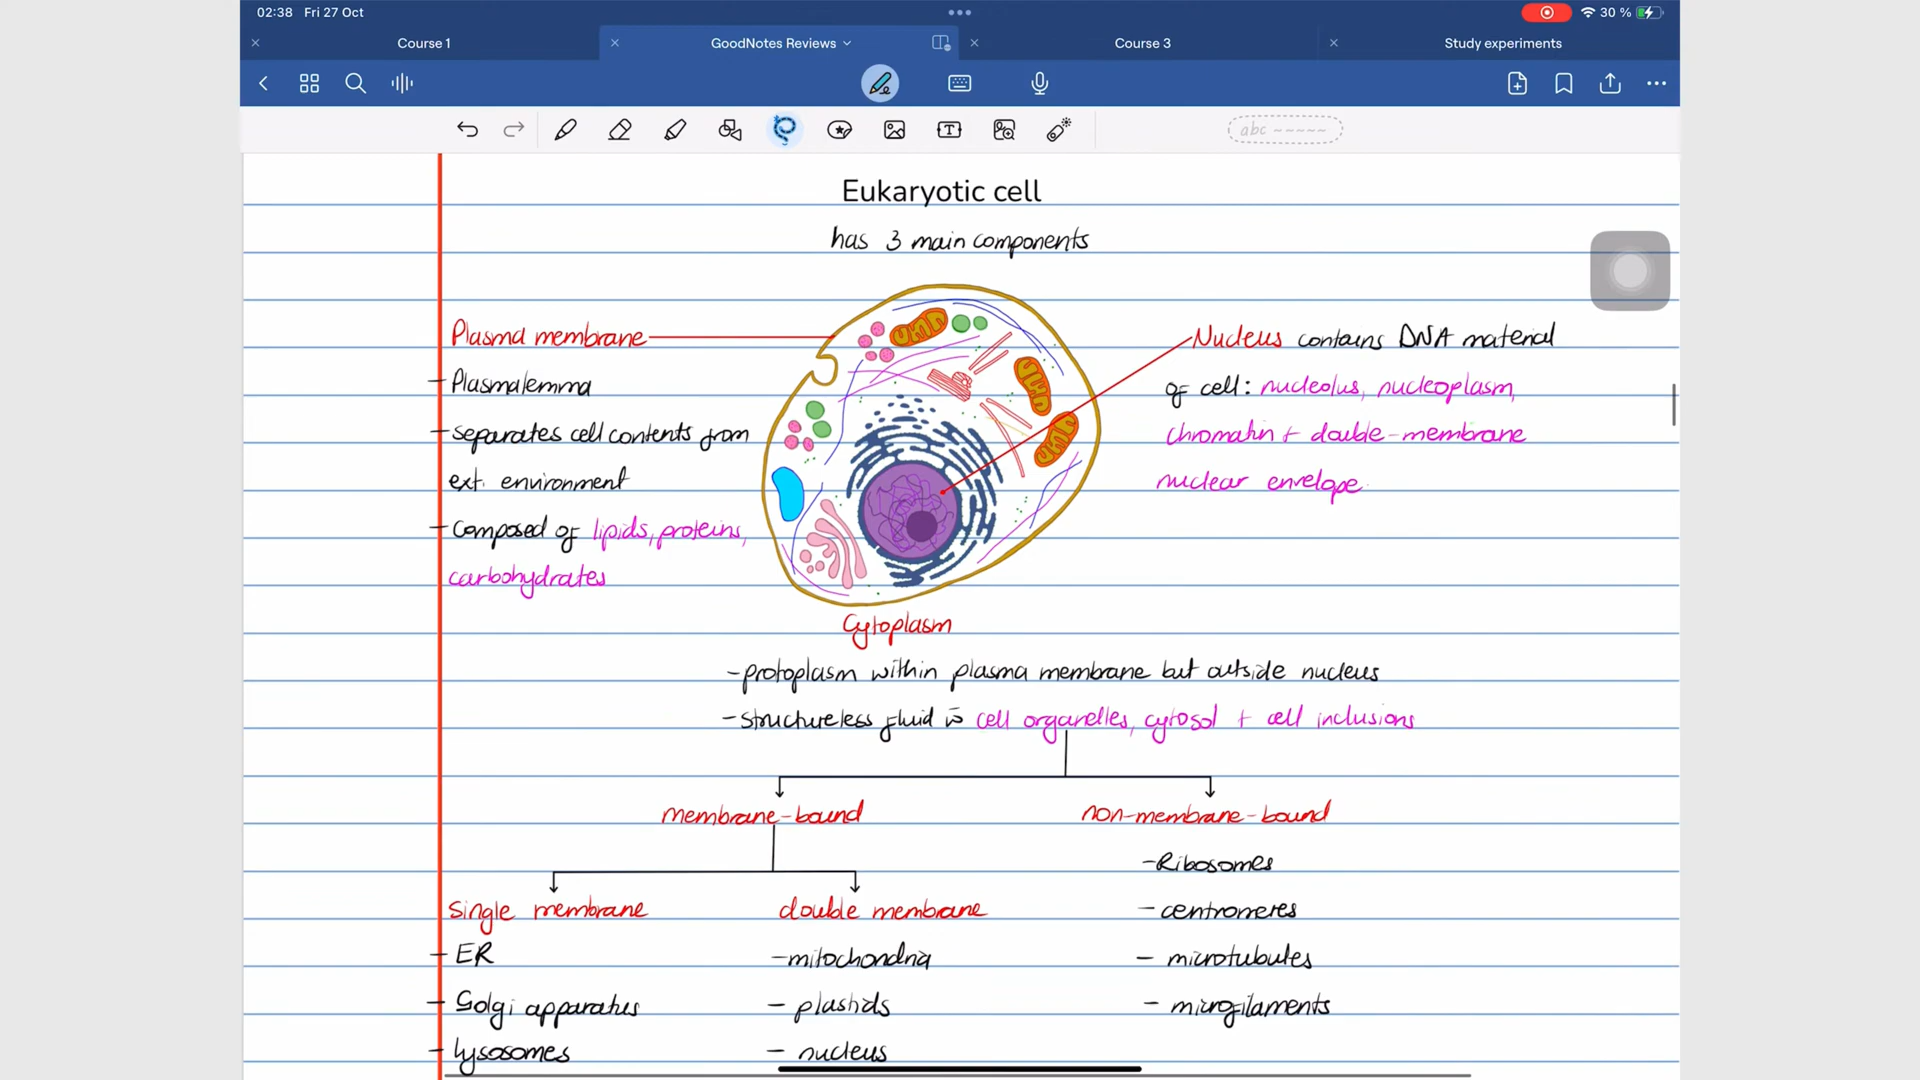 02:38 Fri 27 Oct
30 %
Course 1
GoodNotes Reviews
Course 3
Study experiments
abc
Eukaryotic cell
has 3 main components
Plasma membrane
- Plasmalemma
- separates cell contents from
ext. environment
- composed of lipids, proteins,
carbohydrates
Nucleus contains DNA material
of cell: nucleolus, nucleoplasm,
chromatin + double-membrane
nuclear envelope
Cytoplasm
- protoplasm within plasma membrane but outside nucleus
- structureless fluid c̄ cell organelles, cytosol + cell inclusions
membrane-bound
non-membrane-bound
single membrane
- ER
- Golgi apparatus
- Lysosomes
double membrane
- mitochondria
- plastids
- nucleus
- Ribosomes
- centromeres
- microtubules
- microfilaments